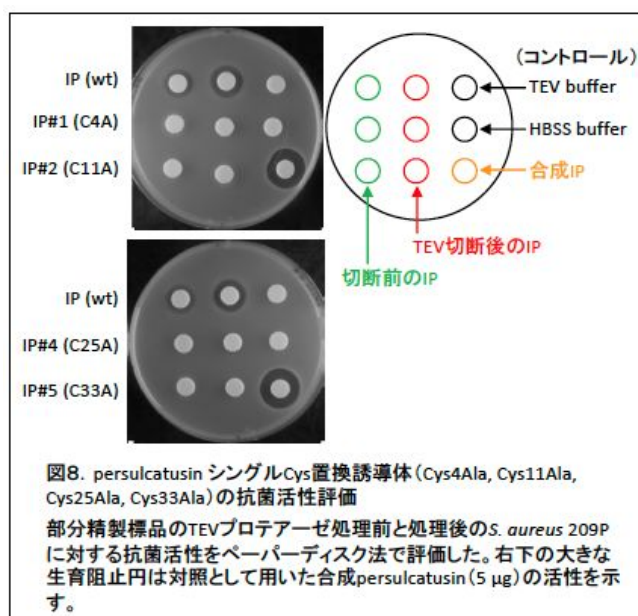 IP (wt)
IP#1 (C4A)
IP#2 (C11A)
(コントロール)
TEV buffer
HBSS buffer
合成IP
TEV切断後のIP
切断前のIP
IP (wt)
IP#4 (C25A)
IP#5 (C33A)
図8. persulcatusin シングルCys置換誘導体(Cys4Ala, Cys11Ala,
Cys25Ala, Cys33Ala)の抗菌活性評価
部分精製標品のTEVプロテアーゼ処理前と処理後のS. aureus 209P
に対する抗菌活性をペーパーディスク法で評価した。右下の大きな
生育阻止円は対照として用いた合成persulcatusin(5 μg)の活性を示
す。